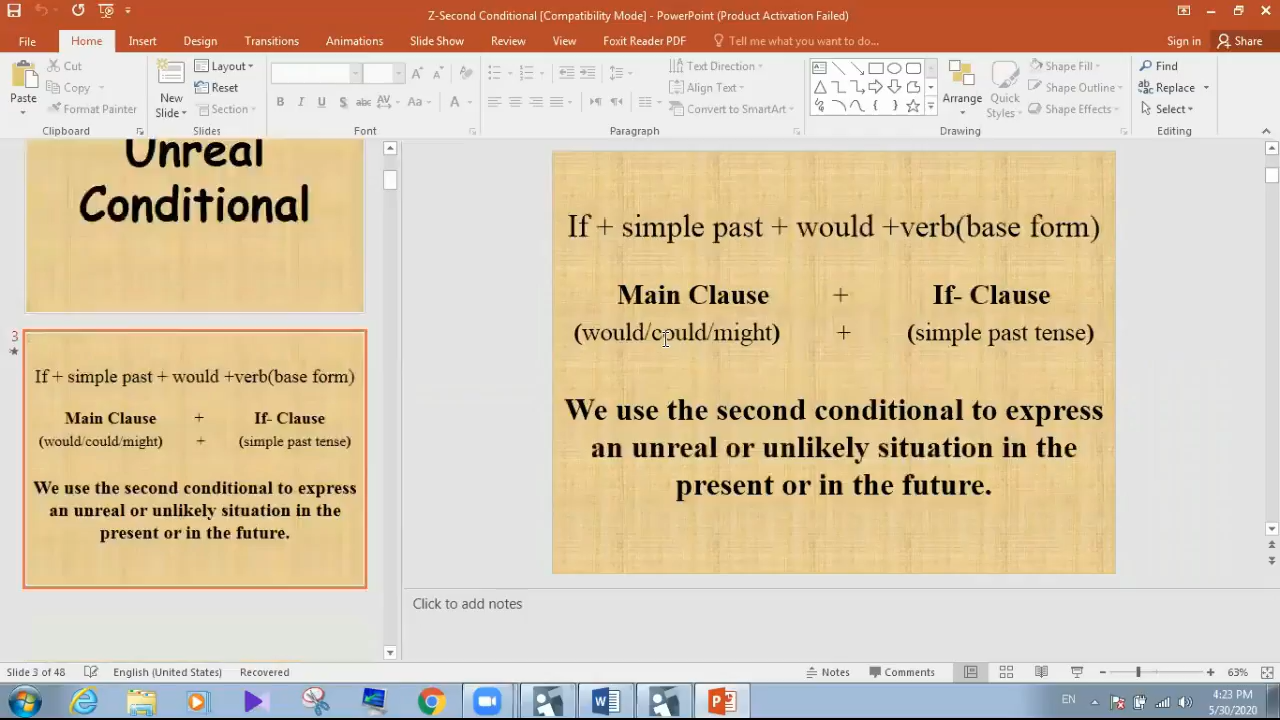 Z-Second Conditional [Compatibility Mode] - PowerPoint (Product Activation Failed)
File Home Insert Design Transitions Animations Slide Show Review View Foxit Reader PDF Tell me what you want to do... Sign in Share
Paste
Cut
Copy
Format Painter
Clipboard
New Slide
Layout
Reset
Section
Slides
B I U S abc AV Aa A
Font
Text Direction
Align Text
Convert to SmartArt
Paragraph
Arrange
Quick Styles
Shape Fill
Shape Outline
Shape Effects
Drawing
Find
Replace
Select
Editing
Unreal
Conditional
3
If + simple past + would +verb(base form)
Main Clause + If- Clause
(would/could/might) + (simple past tense)
We use the second conditional to express
an unreal or unlikely situation in the
present or in the future.
If + simple past + would +verb(base form)
Main Clause + If- Clause
(would/could/might) + (simple past tense)
We use the second conditional to express
an unreal or unlikely situation in the
present or in the future.
Click to add notes
Slide 3 of 48 English (United States) Recovered Notes Comments 63%
EN 4:23 PM
5/30/2020